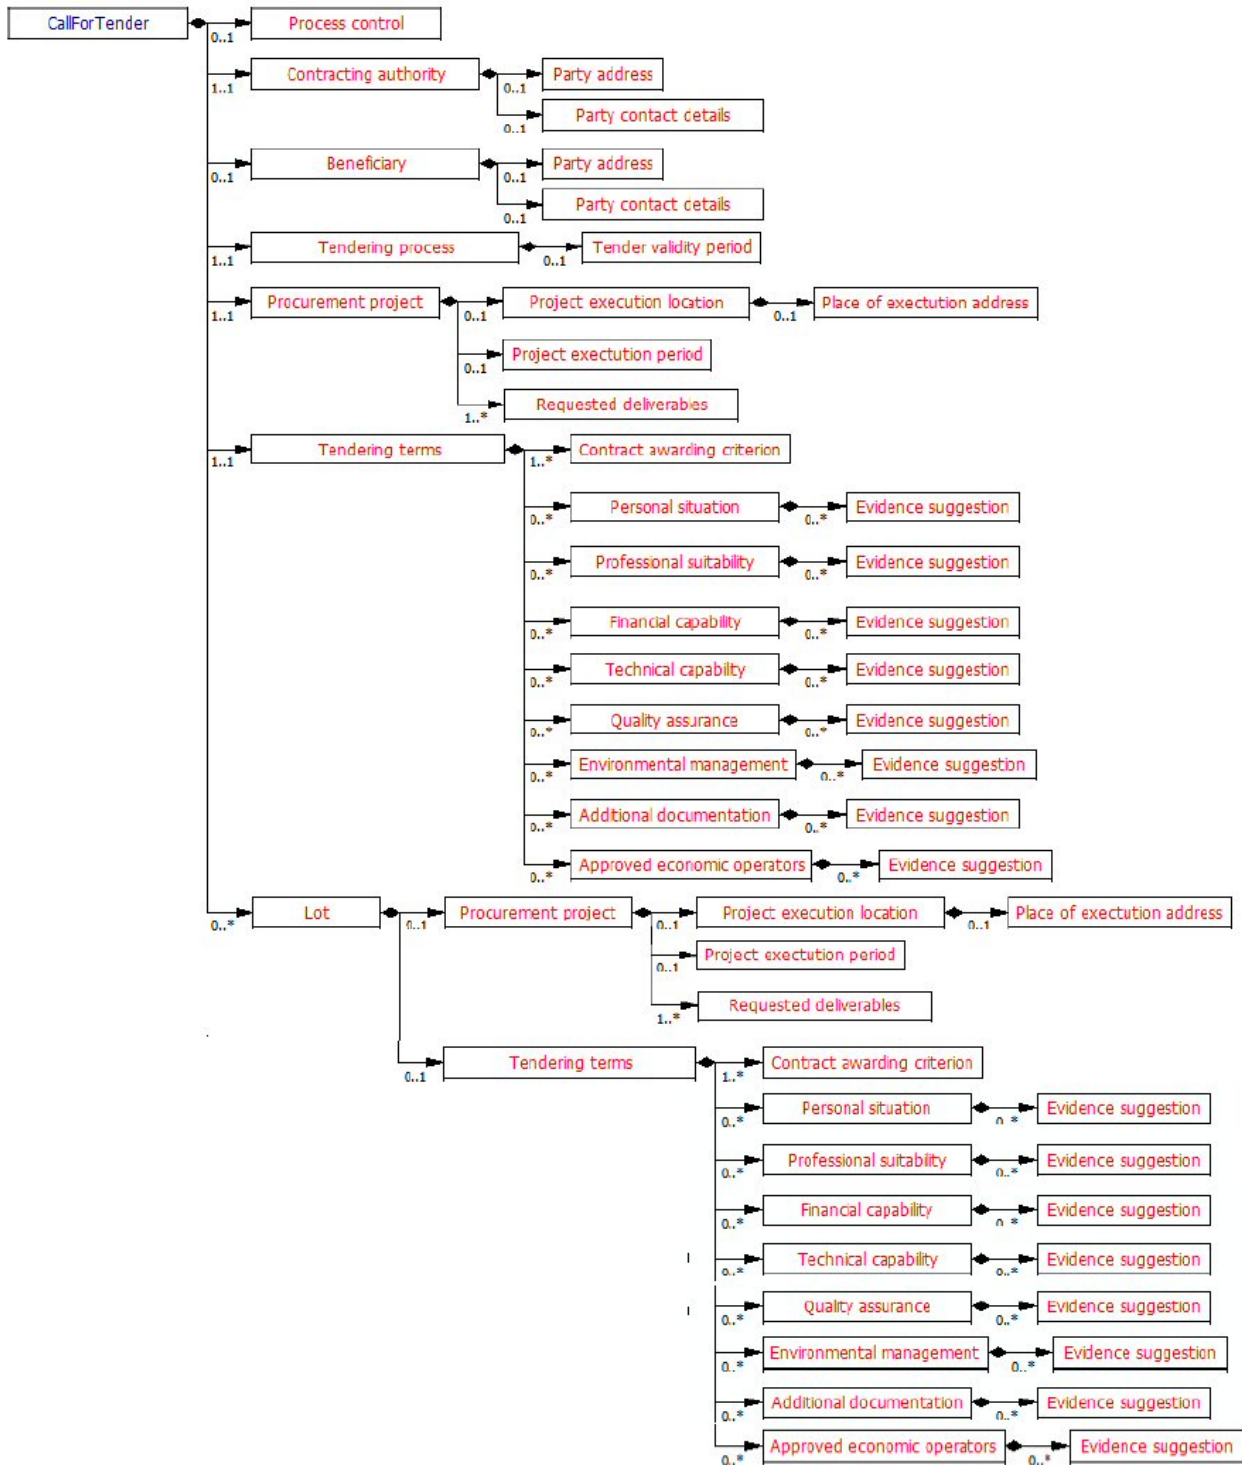 CallForTender
Process control
0..1
Contracting authority
Party address
1..1
0..1
Party contact details
0..1
Beneficiary
Party address
0..1
0..1
Party contact details
0..1
Tendering process
Tender validity period
1..1
0..1
Procurement project
Project execution location
Place of exectution address
1..1
0..1
0..1
Project exectution period
0..1
Requested deliverables
1..*
Tendering terms
Contract awarding criterion
1..1
1..*
Personal situation
Evidence suggestion
0..*
0..*
Professional suitability
Evidence suggestion
0..*
0..*
Financial capability
Evidence suggestion
0..*
0..*
Technical capability
Evidence suggestion
0..*
0..*
Quality assurance
Evidence suggestion
0..*
0..*
Environmental management
Evidence suggestion
0..*
0..*
Additional documentation
Evidence suggestion
0..*
0..*
Approved economic operators
Evidence suggestion
0..*
0..*
Lot
Procurement project
Project execution location
Place of exectution address
0..*
0..1
0..1
0..1
Project exectution period
0..1
Requested deliverables
1..*
Tendering terms
Contract awarding criterion
0..1
1..*
Personal situation
Evidence suggestion
0..*
0..*
Professional suitability
Evidence suggestion
0..*
0..*
Financial capability
Evidence suggestion
0..*
0..*
Technical capability
Evidence suggestion
0..*
0..*
Quality assurance
Evidence suggestion
0..*
0..*
Environmental management
Evidence suggestion
0..*
0..*
Additional documentation
Evidence suggestion
0..*
0..*
Approved economic operators
Evidence suggestion
0..*
0..*